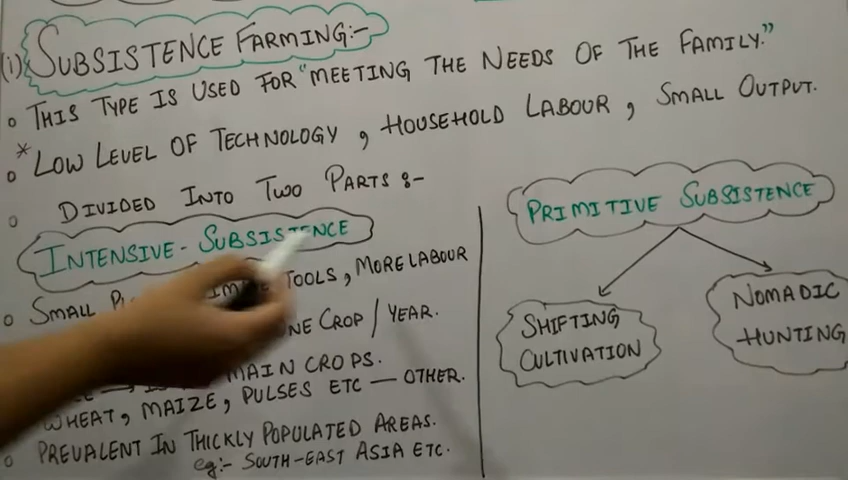 (i) SUBSISTENCE FARMING:-
o THIS TYPE IS USED FOR "MEETING THE NEEDS OF THE FAMILY."
o *LOW LEVEL OF TECHNOLOGY, HOUSEHOLD LABOUR, SMALL OUTPUT.
o DIVIDED INTO TWO PARTS :-
INTENSIVE-SUBSISTENCE
o SMALL TOOLS, MORE LABOUR
CROP / YEAR.
MAIN CROPS.
WHEAT, MAIZE, PULSES ETC — OTHER.
o PREVALENT IN THICKLY POPULATED AREAS.
eg:- SOUTH-EAST ASIA ETC.
PRIMITIVE SUBSISTENCE
SHIFTING
CULTIVATION
NOMADIC
HUNTING